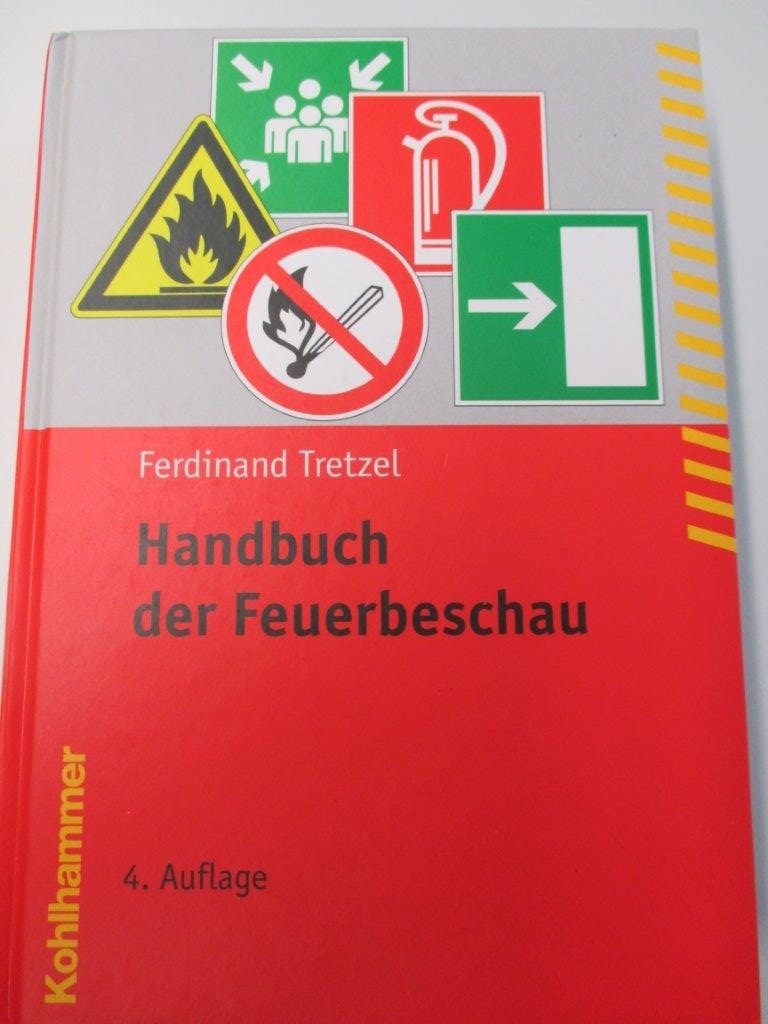 Ferdinand Tretzel
Handbuch
der Feuerbeschau
4. Auflage
Kohlhammer